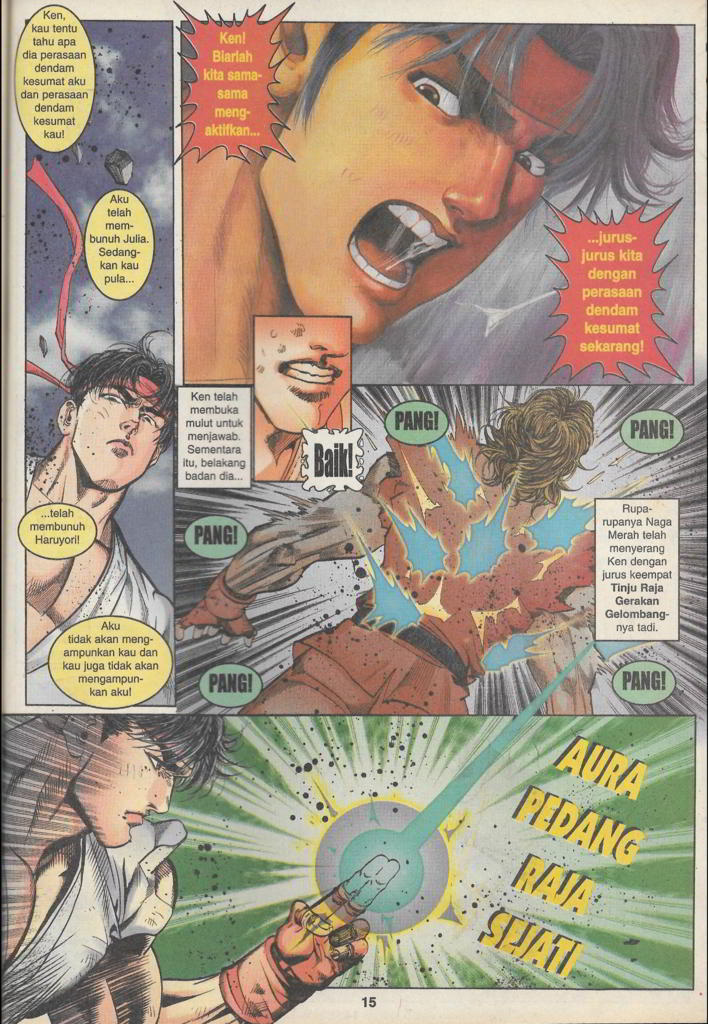 Ken,
kau tentu
tahu apa
dia perasaan
dendam
kesumat aku
dan perasaan
dendam
kesumat
kau!
Aku
telah
mem-
bunuh Julia.
Sedang-
kan kau
pula...
...telah
membunuh
Haruyori!
Aku
tidak akan meng-
ampunkan kau dan
kau juga tidak akan
mengampun-
kan aku!
Ken!
Biarlah
kita sama-
sama
meng-
aktifkan...
...jurus-
jurus kita
dengan
perasaan
dendam
kesumat
sekarang!
Ken telah
membuka
mulut untuk
menjawab.
Sementara
itu, belakang
badan dia...
Baik!
PANG!
PANG!
PANG!
PANG!
PANG!
Rupa-
rupanya Naga
Merah telah
menyerang
Ken dengan
jurus keempat
Tinju Raja
Gerakan
Gelombang-
nya tadi.
AURA
PEDANG
RAJA
SEJATI
15